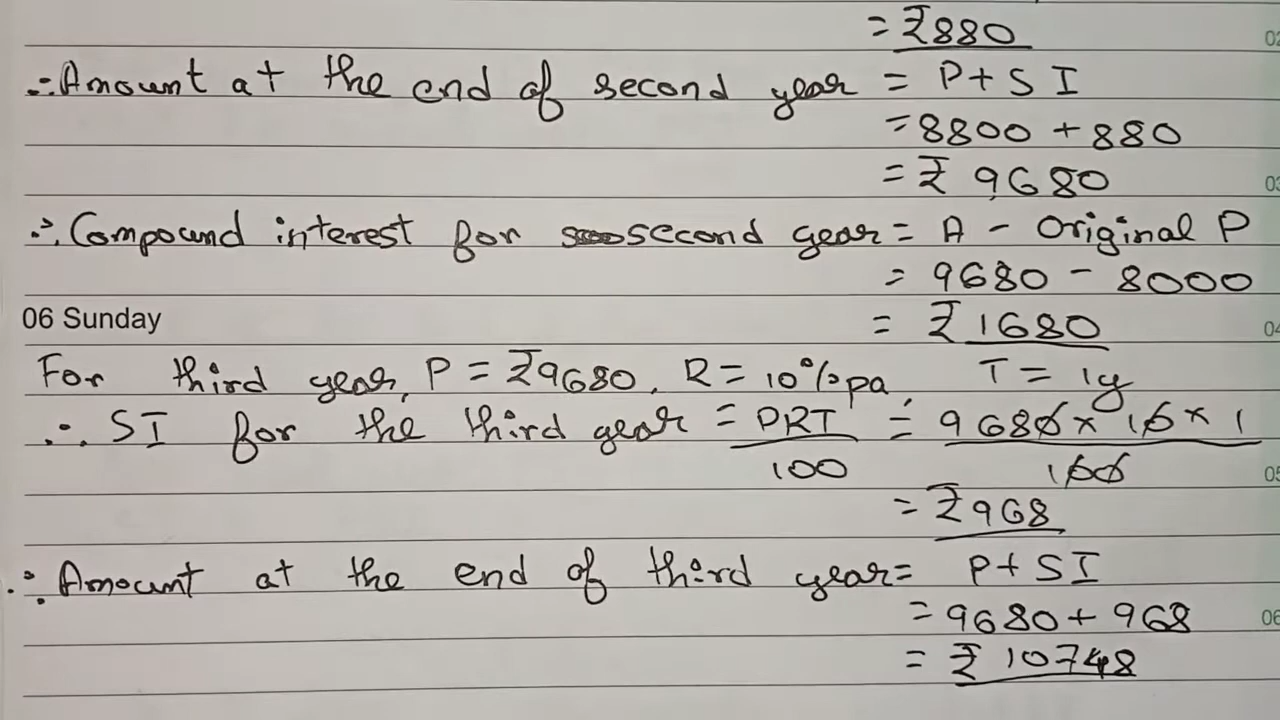 = ₹880
∴ Amount at the end of second year = P + SI
= 8800 + 880
= ₹ 9680
∴ Compound interest for second year = A - Original P
= 9680 - 8000
06 Sunday
= ₹1680
For third year, P = ₹9680, R = 10% pa, T = 1y
∴ SI for the third year = PRT/100 = 9680 × 10 × 1/100
= ₹968
∴ Amount at the end of third year = P + SI
= 9680 + 968
= ₹ 10748